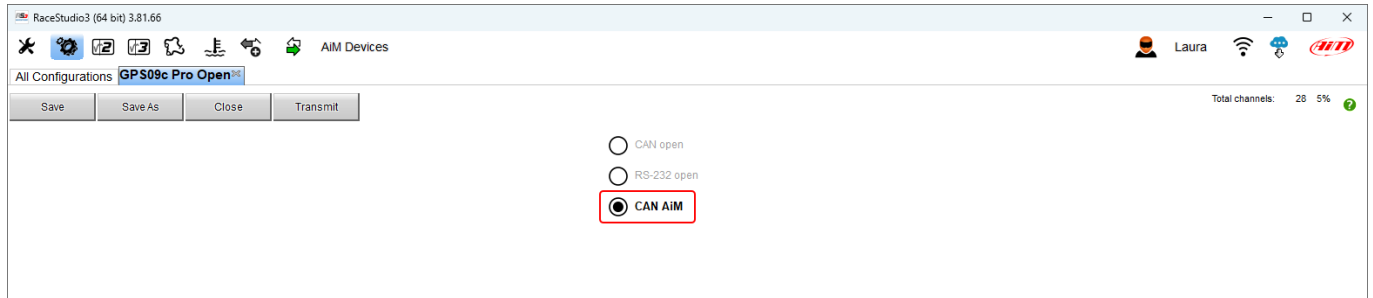 RaceStudio3 (64 bit) 3.81.66
AiM Devices
Laura
AiM
All Configurations GPS09c Pro Open
Save Save As Close Transmit
Total channels: 28 5%
CAN open
RS-232 open
CAN AiM